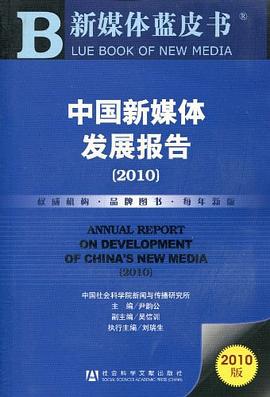 B 新媒体蓝皮书®
LUE BOOK OF NEW MEDIA
中国新媒体
发展报告
(2010)
权威机构·品牌图书·每年新版
ANNUAL REPORT
ON DEVELOPMENT
OF CHINA'S NEW MEDIA
(2010)
中国社会科学院新闻与传播研究所
主 编/尹韵公
副主编/吴信训
执行主编/刘瑞生
2010
版
社会科学文献出版社
SOCIAL SCIENCES ACADEMIC PRESS (CHINA)